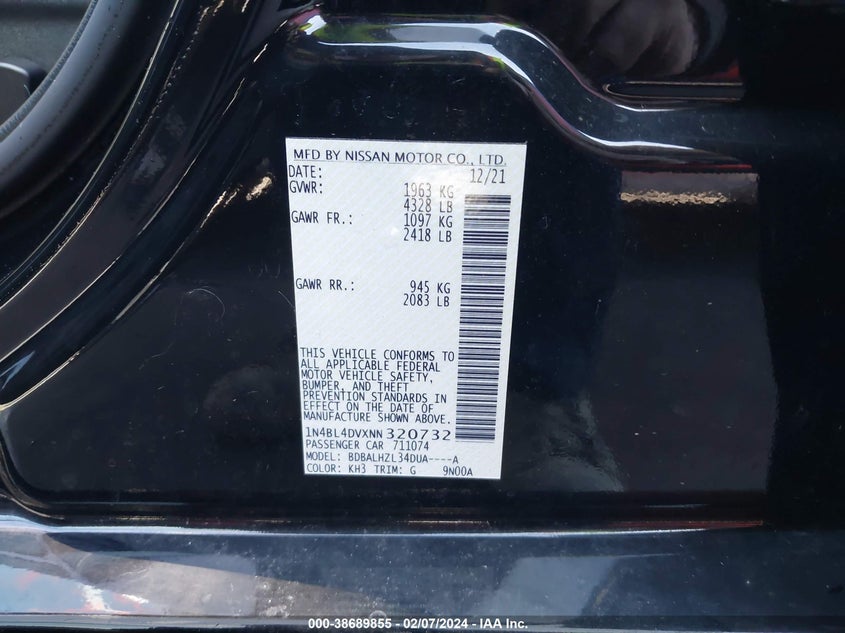 MFD BY NISSAN MOTOR CO., LTD.
DATE: 12/21
GVWR: 1963 KG
4328 LB
GAWR FR.: 1097 KG
2418 LB
GAWR RR.: 945 KG
2083 LB
THIS VEHICLE CONFORMS TO
ALL APPLICABLE FEDERAL
MOTOR VEHICLE SAFETY,
BUMPER, AND THEFT
PREVENTION STANDARDS IN
EFFECT ON THE DATE OF
MANUFACTURE SHOWN ABOVE.
1N4BL4DVXNN320732
PASSENGER CAR 711074
MODEL: BDBALHZL34DUA----A
COLOR: KH3 TRIM: G 9N00A
000-38689855 - 02/07/2024 - IAA Inc.